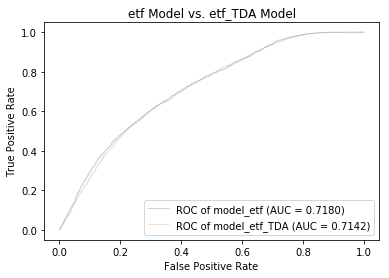 etf Model vs. etf_TDA Model
True Positive Rate
1.0
0.8
0.6
0.4
0.2
0.0
ROC of model_etf (AUC = 0.7180)
ROC of model_etf_TDA (AUC = 0.7142)
0.0 0.2 0.4 0.6 0.8 1.0
False Positive Rate